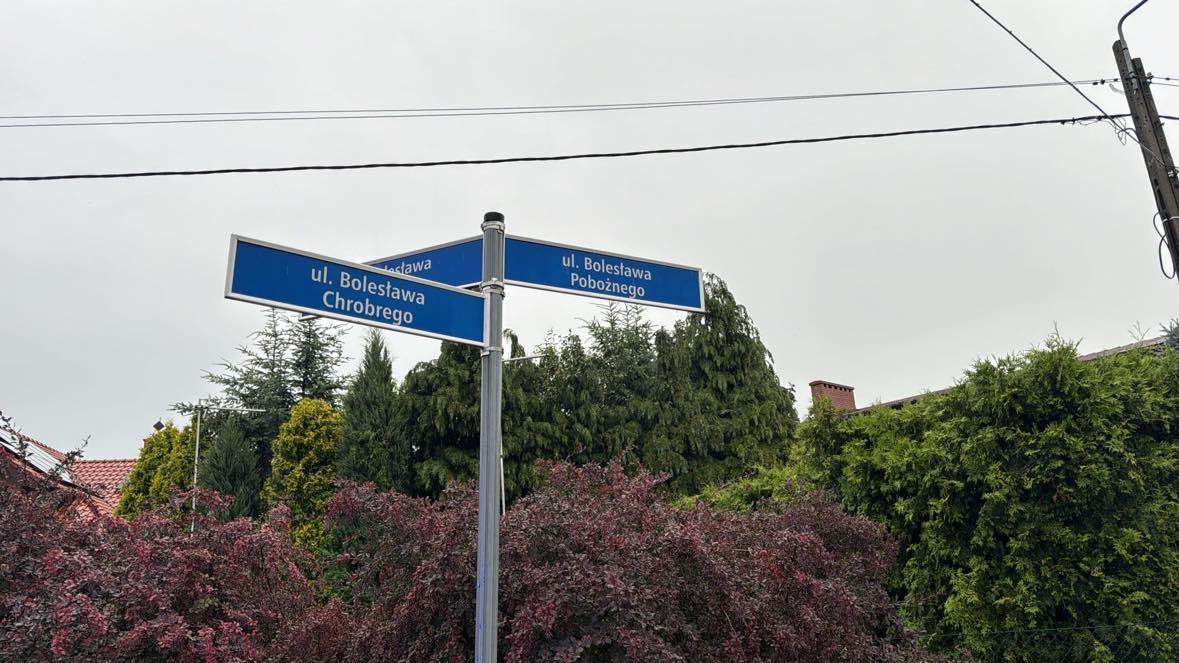 ul. Bolesława
Chrobrego
ul. Bolesława
Pobożnego